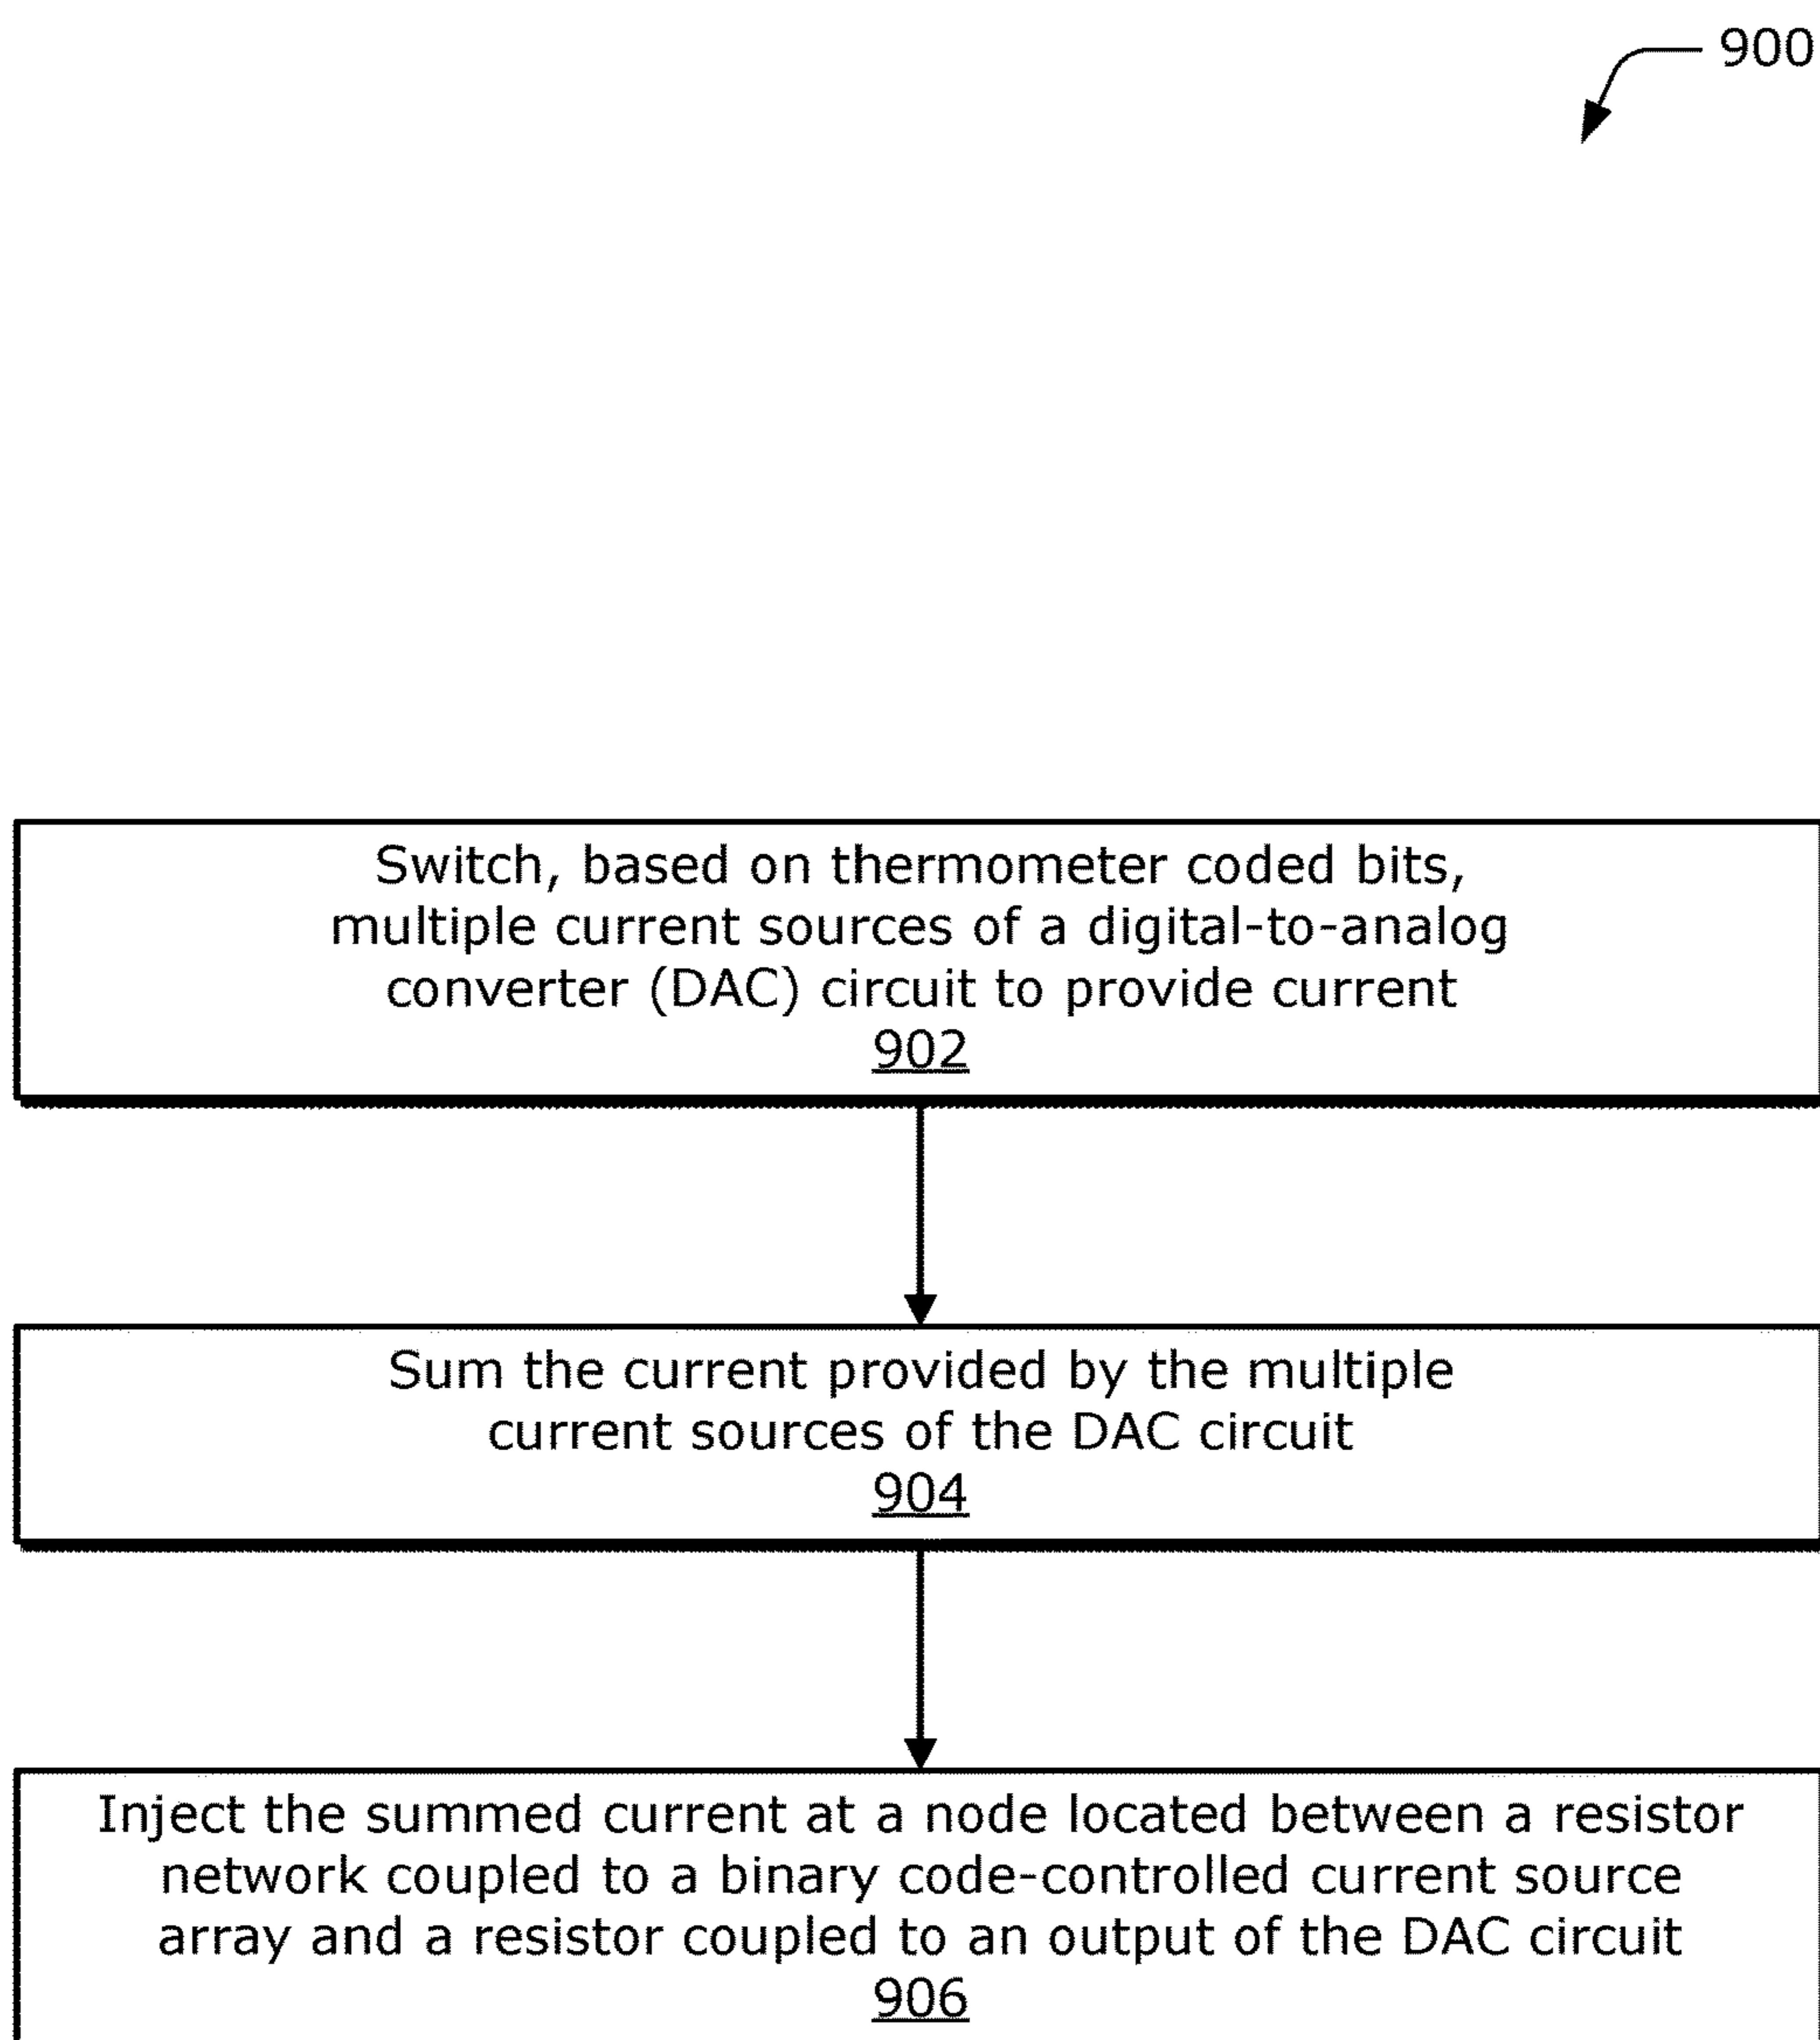 900
Switch, based on thermometer coded bits,
multiple current sources of a digital-to-analog
converter (DAC) circuit to provide current
902
Sum the current provided by the multiple
current sources of the DAC circuit
904
Inject the summed current at a node located between a resistor
network coupled to a binary code-controlled current source
array and a resistor coupled to an output of the DAC circuit
906